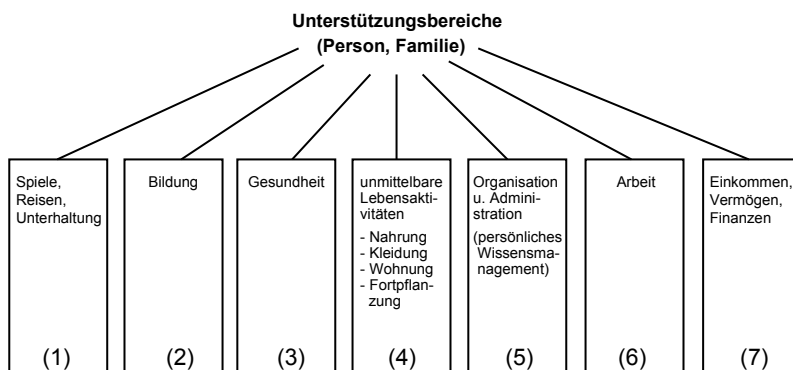 Unterstützungsbereiche
(Person, Familie)
Spiele,
Reisen,
Unterhaltung
(1)
Bildung
(2)
Gesundheit
(3)
unmittelbare
Lebensakti-
vitäten
- Nahrung
- Kleidung
- Wohnung
- Fortpflan-
zung
(4)
Organisation
u. Admini-
stration
(persönliches
Wissensma-
nagement)
(5)
Arbeit
(6)
Einkommen,
Vermögen,
Finanzen
(7)